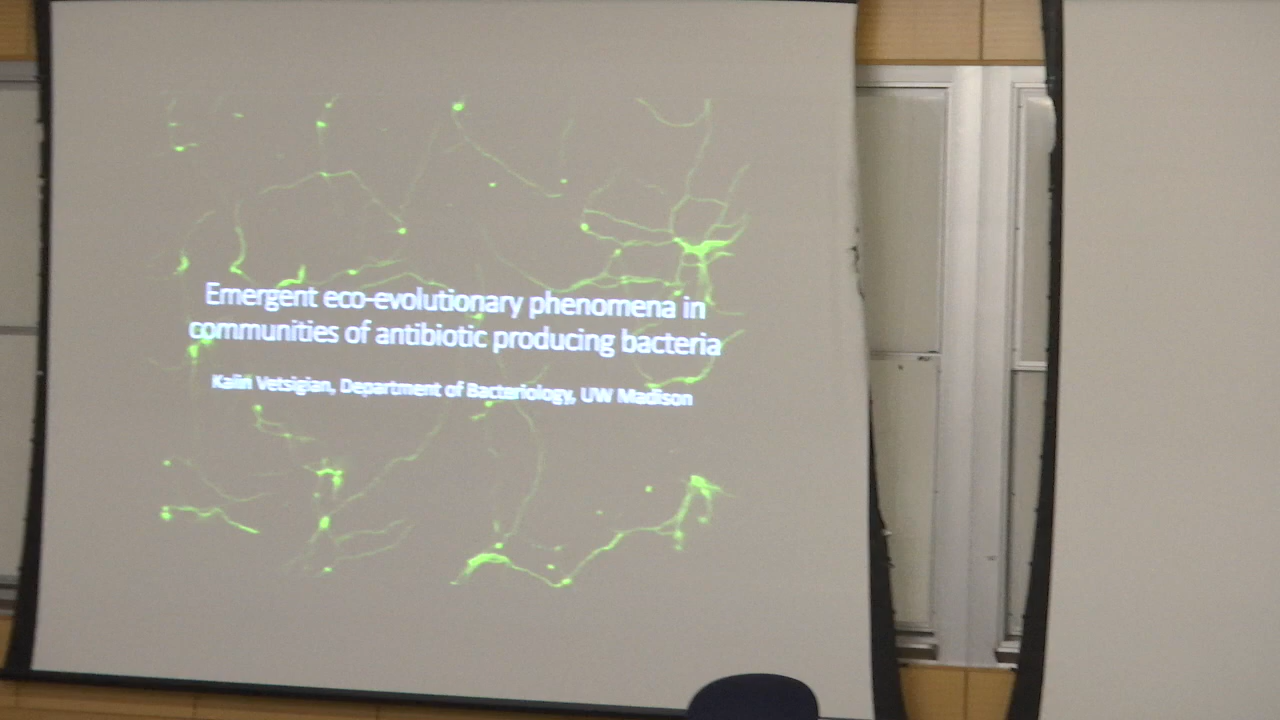 Emergent eco-evolutionary phenomena in
communities of antibiotic producing bacteria
Kalin Vetsigian, Department of Bacteriology, UW Madison